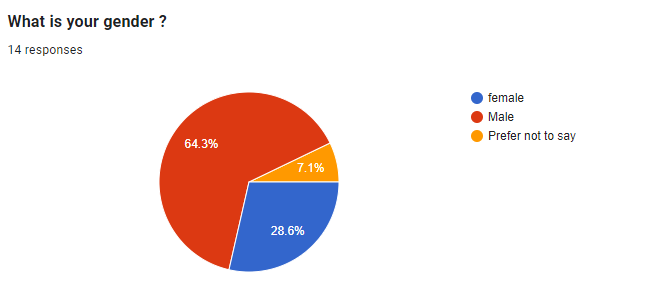 What is your gender ?
14 responses
female
Male
Prefer not to say
64.3%
7.1%
28.6%